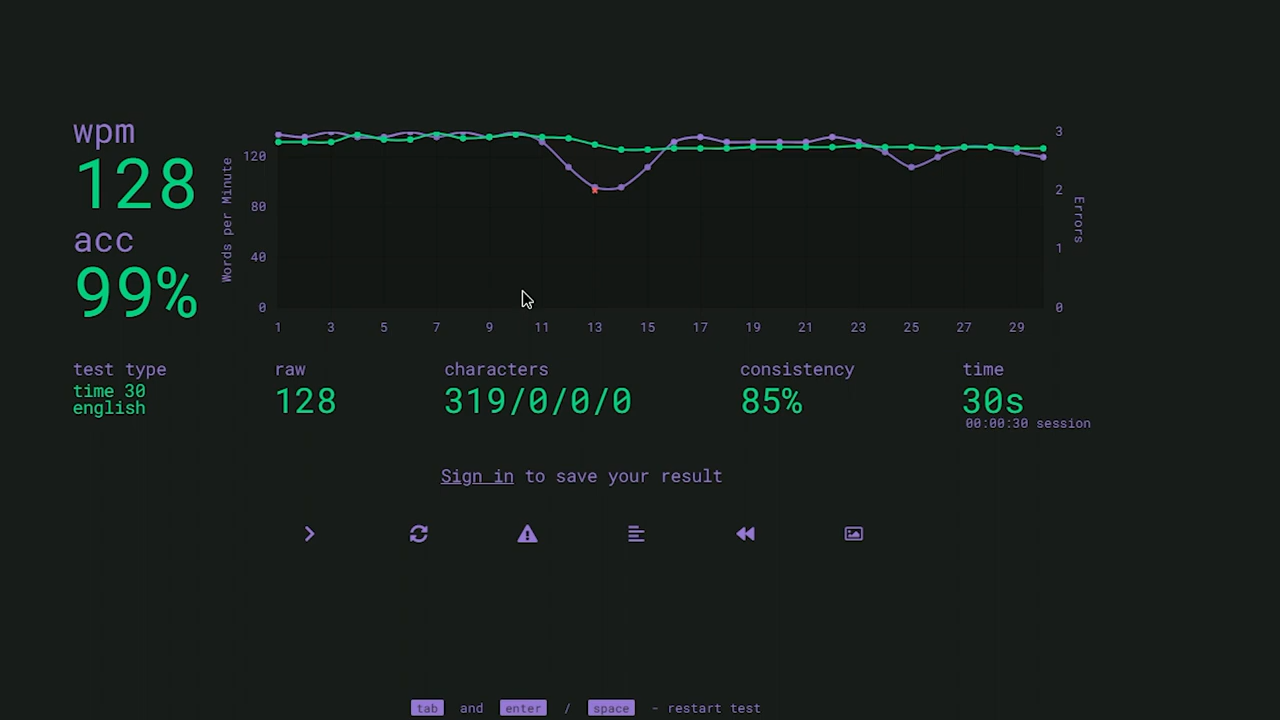 wpm
128
acc
99%
Words per Minute
120
80
40
0
3
2
1
0
Errors
1 3 5 7 9 11 13 15 17 19 21 23 25 27 29
test type
time 30
english
raw
128
characters
319/0/0/0
consistency
85%
time
30s
00:00:30 session
Sign in to save your result
tab and enter / space - restart test